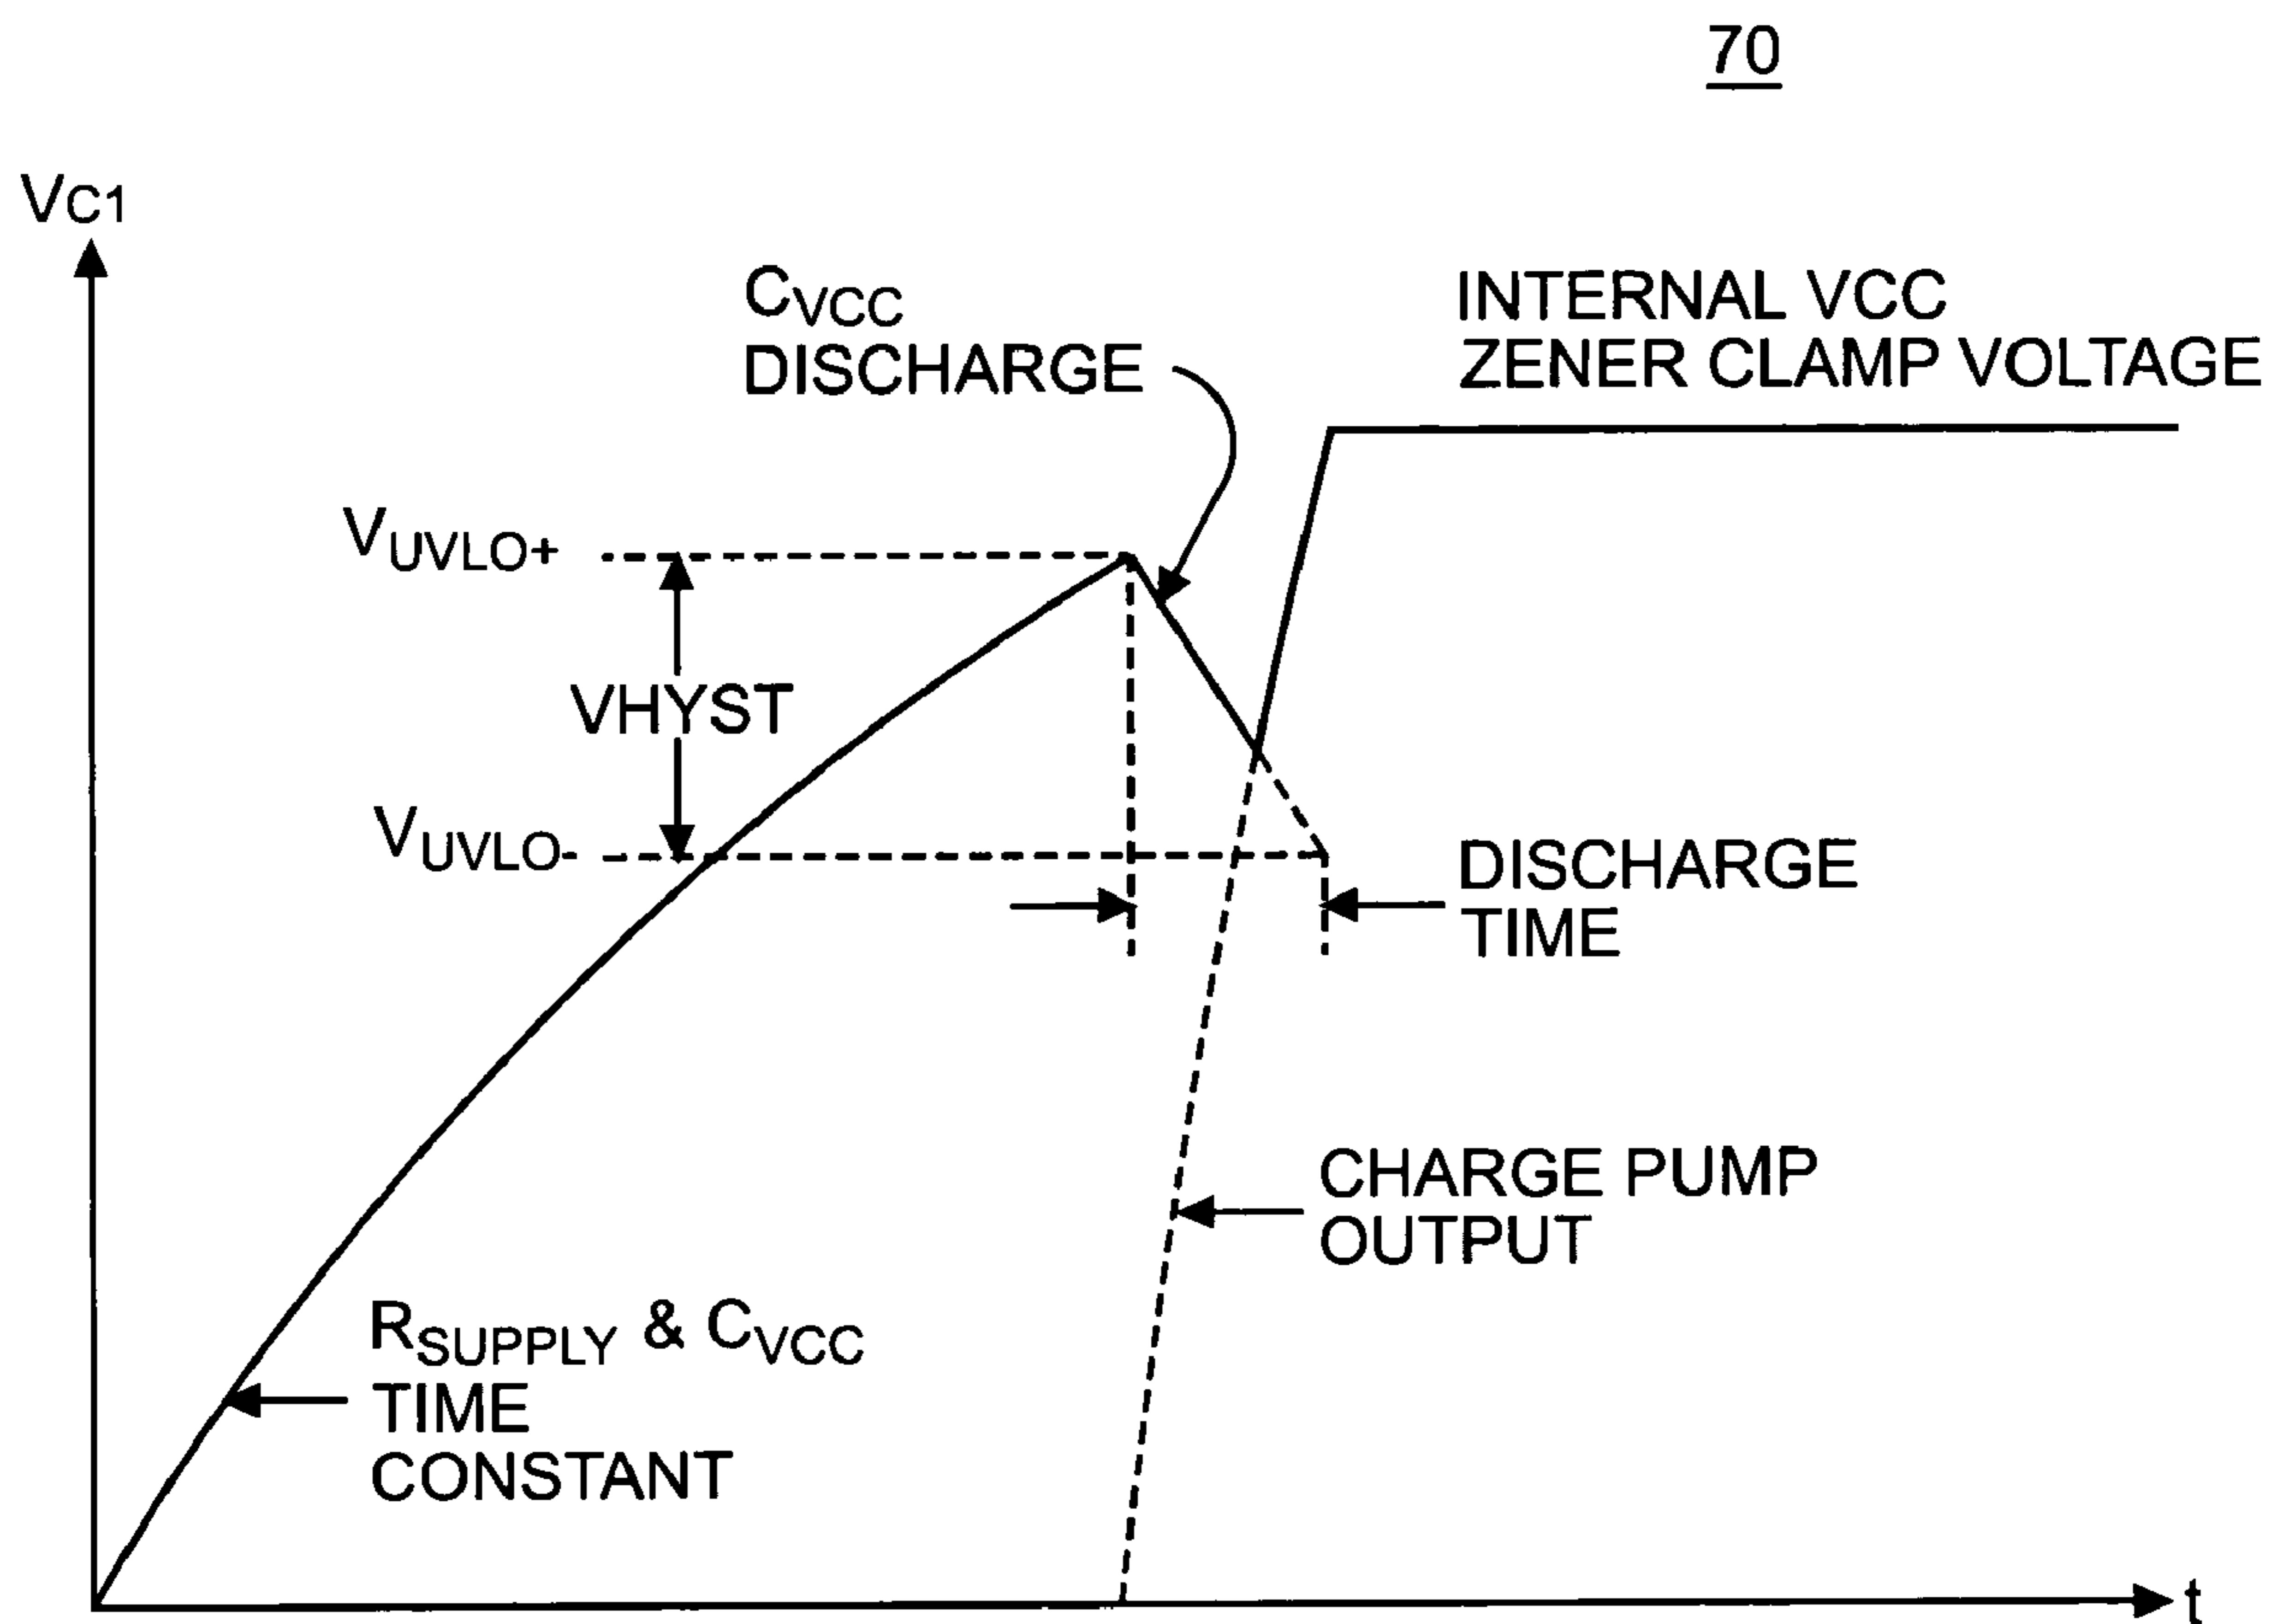 70
VC1
CVCC
DISCHARGE
INTERNAL VCC
ZENER CLAMP VOLTAGE
VUVLO+
VHYST
VUVLO-
DISCHARGE
TIME
CHARGE PUMP
OUTPUT
RSUPPLY & CVCC
TIME
CONSTANT
t